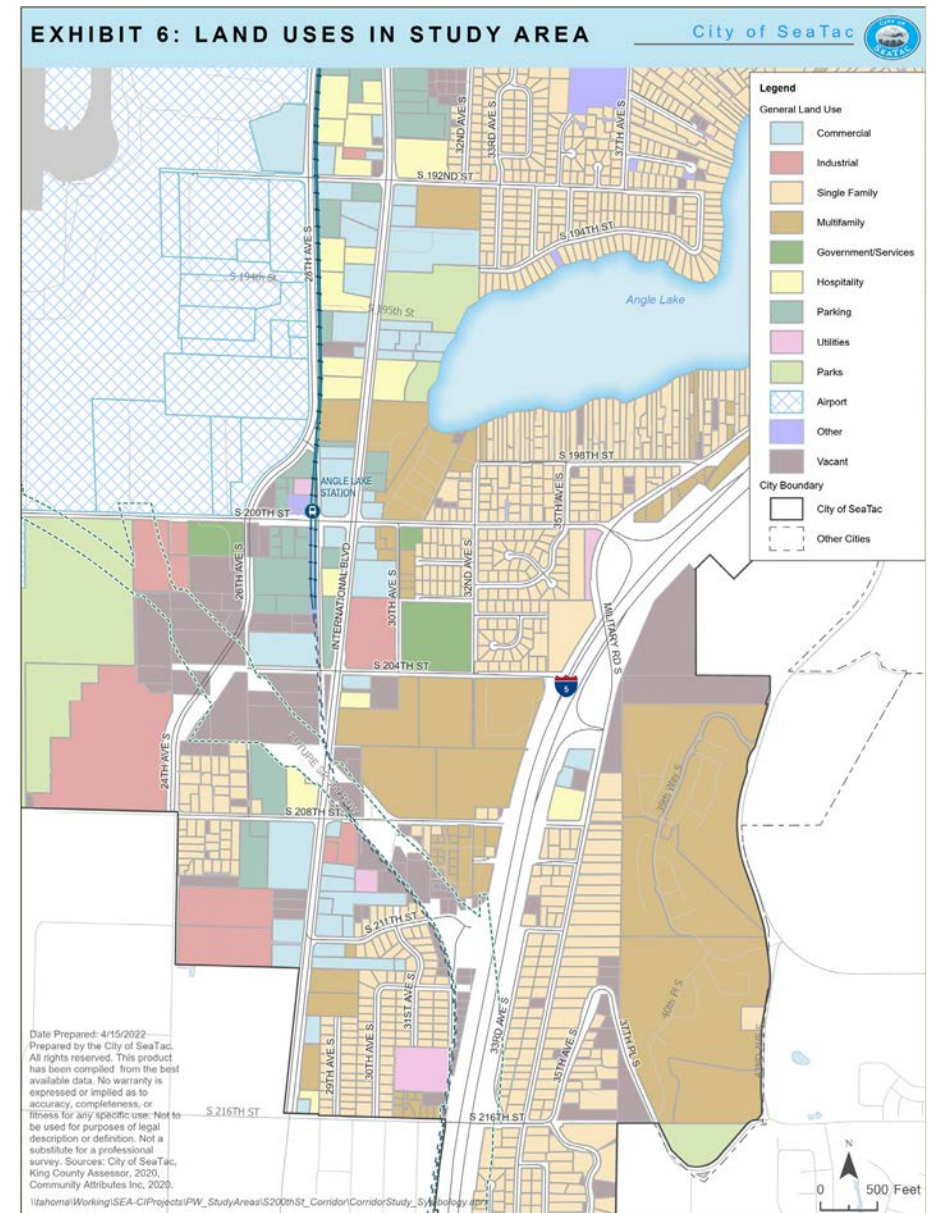 EXHIBIT 6: LAND USES IN STUDY AREA
City of SeaTac
CITY OF
SEATAC
Legend
General Land Use
Commercial
Industrial
Single Family
Multifamily
Government/Services
Hospitality
Parking
Utilities
Parks
Airport
Other
Vacant
City Boundary
City of SeaTac
Other Cities
32ND AVE S
33RD AVE S
37TH AVE S
S 192ND ST
S 194TH ST
28TH AVE S
S 194th St
S 195th St
Angle Lake
S 198TH ST
ANGLE LAKE
STATION
S 200TH ST
35TH AVE S
26TH AVE S
INTERNATIONAL BLVD
30TH AVE S
32ND AVE S
MILITARY RD S
S 204TH ST
5
24TH AVE S
FUTURE
39th Way S
S 208TH ST
S 211TH ST
31ST AVE S
40th Pl S
33RD AVE S
37TH PL S
35TH AVE S
29TH AVE S
30TH AVE S
S 216TH ST
S 216TH ST
Date Prepared: 4/15/2022
Prepared by the City of SeaTac.
All rights reserved. This product
has been compiled from the best
available data. No warranty is
expressed or implied as to
accuracy, completeness, or
fitness for any specific use. Not to
be used for purposes of legal
description or definition. Not a
substitute for a professional
survey. Sources: City of SeaTac,
King County Assessor, 2020,
Community Attributes Inc, 2020.
N
0 500 Feet